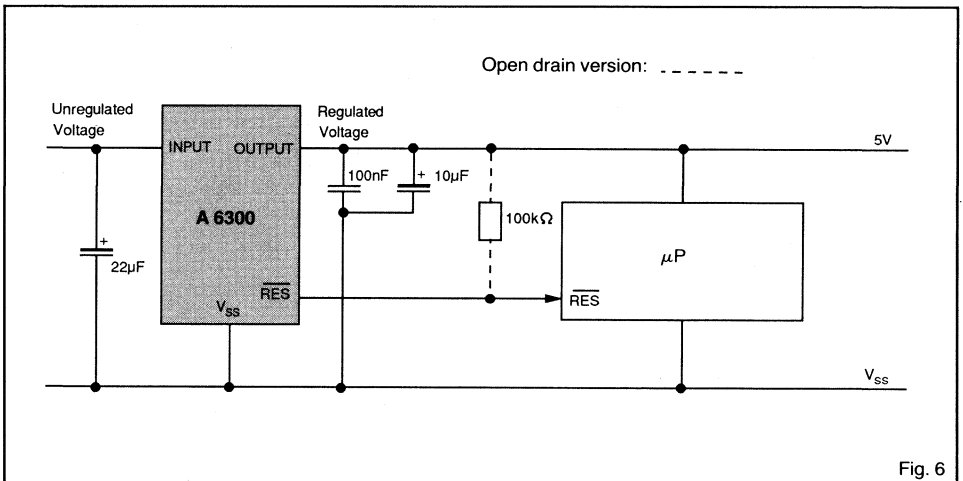 Open drain version:
Unregulated
Voltage
Regulated
Voltage
INPUT
OUTPUT
5V
100nF
+
10µF
A 6300
100kΩ
µP
+
22µF
RES
RES
VSS
VSS
Fig. 6